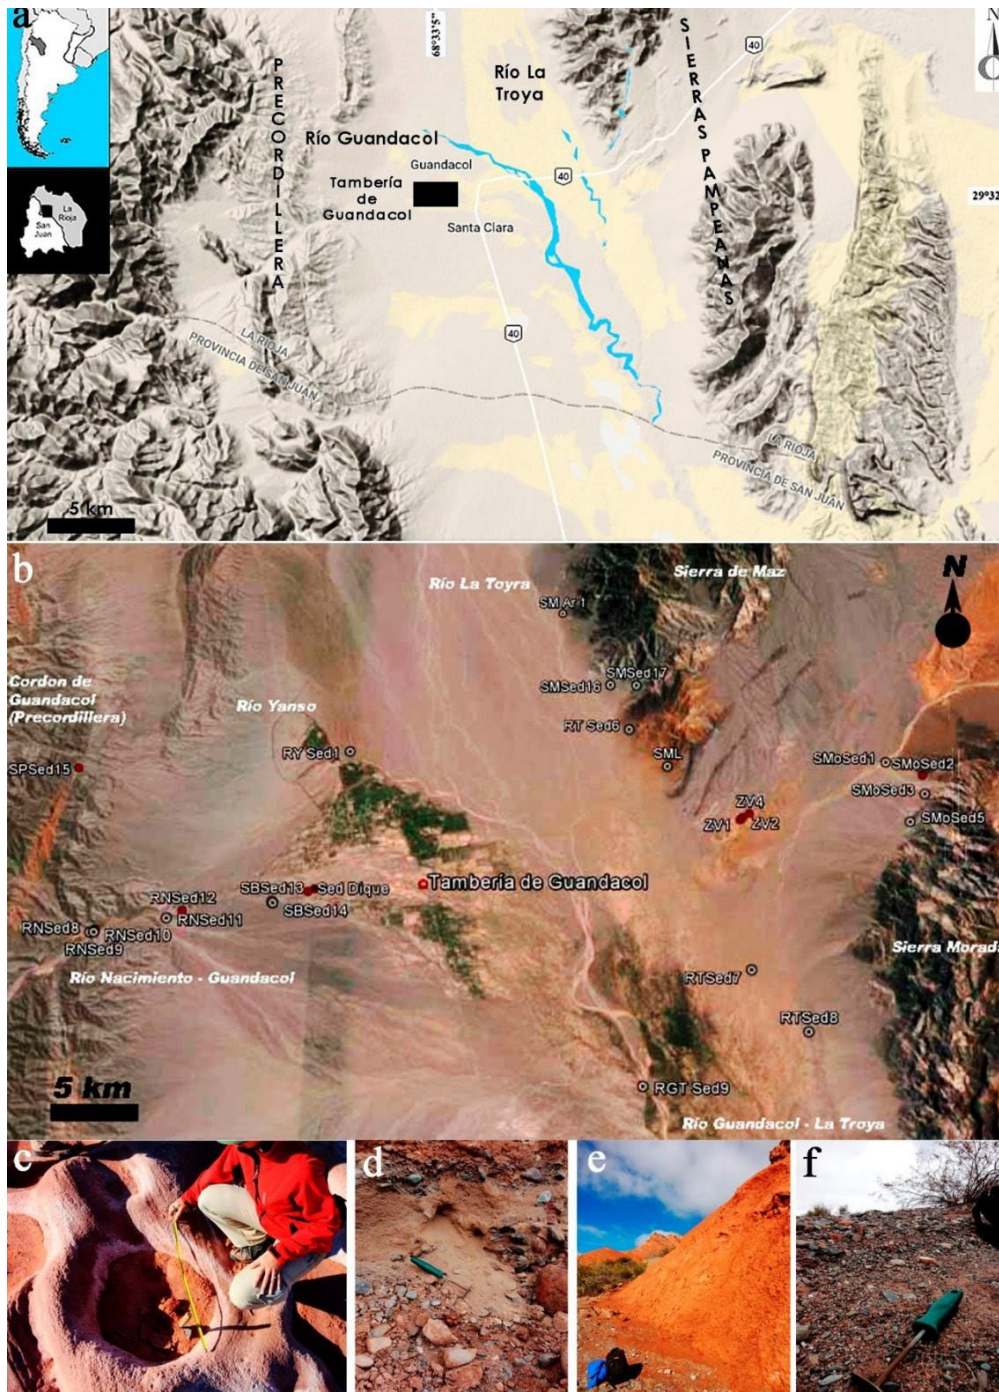 a
68°33'5"
N
40
SIERRAS PAMPEANAS
PRECORDILLERA
Río La
Troya
Río Guandacol
Guandacol
40
Tambería
de
Guandacol
29°32
Santa Clara
La
Rioja
San
Juan
40
LA RIOJA
PROVINCIA DE SAN JUAN
LA RIOJA
PROVINCIA DE SAN JUAN
5 km
b
Río La Toyra
Sierra de Maz
N
SM Ar 1
SMSed17
SMSed16
Cordon de
Guandacol
(Precordillera)
Río Yanso
RT Sed6
RY Sed1
SML
SPSed15
SMoSed1
SMoSed2
SMoSed3
ZV4
ZV1
ZV2
SMoSed5
Tambería de Guandacol
SBSed13
Sed Dique
SBSed14
RNSed12
RNSed11
RNSed8
RNSed10
RNSed9
Río Nacimiento - Guandacol
Sierra Morada
RTSed7
RTSed8
5 km
RGT Sed9
Río Guandacol - La Troya
c
d
e
f